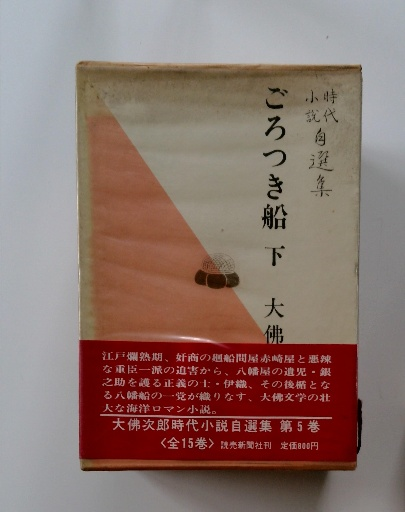 時代
小説
自選集
ごろつき船 下
大佛
江戸爛熟期、奸商の廻船問屋赤崎屋と悪辣
な重臣一派の迫害から、八幡屋の遺児・銀
之助を護る正義の士・伊織、その後楯とな
る八幡船の一党が織りなす、大佛文学の壮
大な海洋ロマン小説。
大佛次郎時代小説自選集 第5巻
〈全15巻〉 読売新聞社刊 定価800円